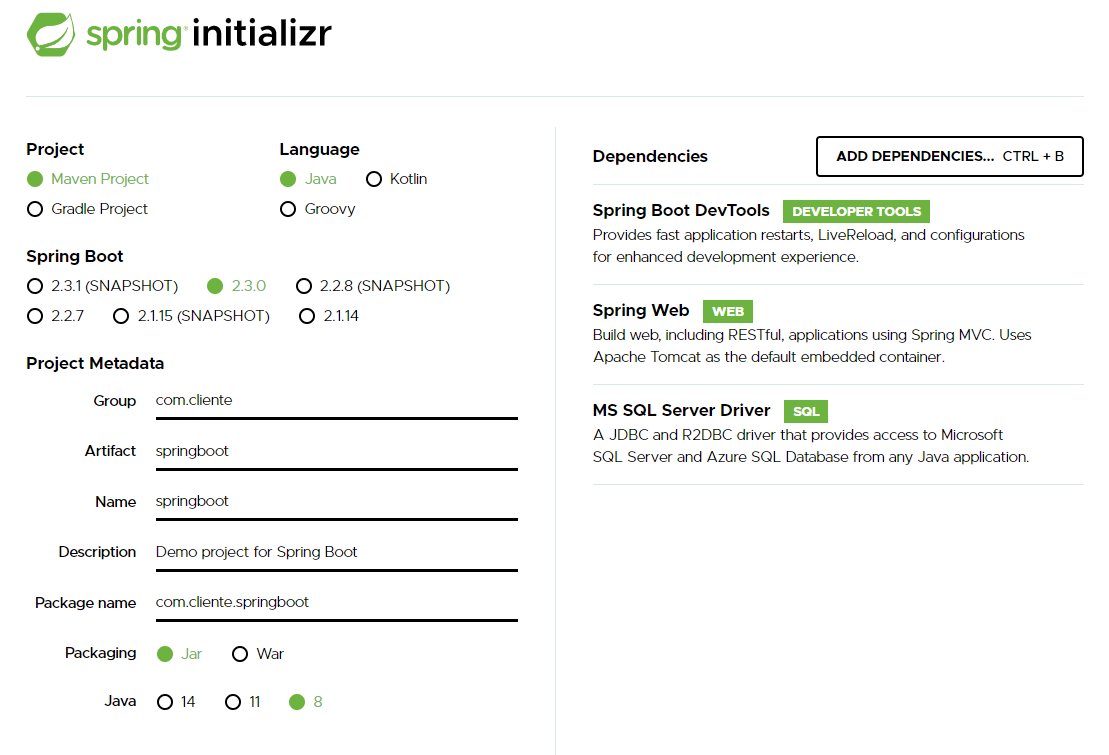 spring initializr
Project
Maven Project
Gradle Project
Language
Java Kotlin
Groovy
Spring Boot
2.3.1 (SNAPSHOT) 2.3.0 2.2.8 (SNAPSHOT)
2.2.7 2.1.15 (SNAPSHOT) 2.1.14
Project Metadata
Group com.cliente
Artifact springboot
Name springboot
Description Demo project for Spring Boot
Package name com.cliente.springboot
Packaging Jar War
Java 14 11 8
Dependencies ADD DEPENDENCIES... CTRL + B
Spring Boot DevTools DEVELOPER TOOLS
Provides fast application restarts, LiveReload, and configurations
for enhanced development experience.
Spring Web WEB
Build web, including RESTful, applications using Spring MVC. Uses
Apache Tomcat as the default embedded container.
MS SQL Server Driver SQL
A JDBC and R2DBC driver that provides access to Microsoft
SQL Server and Azure SQL Database from any Java application.